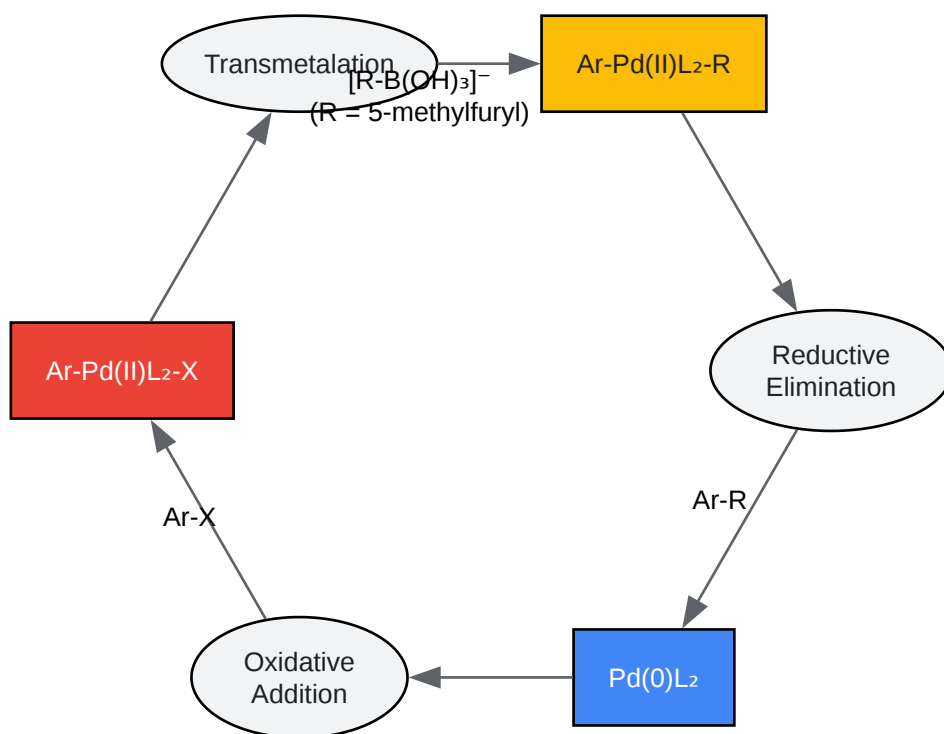 Transmetalation
[R-B(OH)₃]⁻
(R = 5-methylfuryl)
Ar-Pd(II)L₂-R
Ar-Pd(II)L₂-X
Reductive
Elimination
Ar-X
Ar-R
Oxidative
Addition
Pd(0)L₂